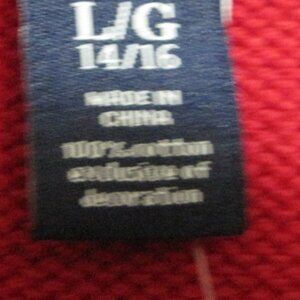 L/G
14/16
MADE IN
CHINA
100% cotton
exclusive of
decoration